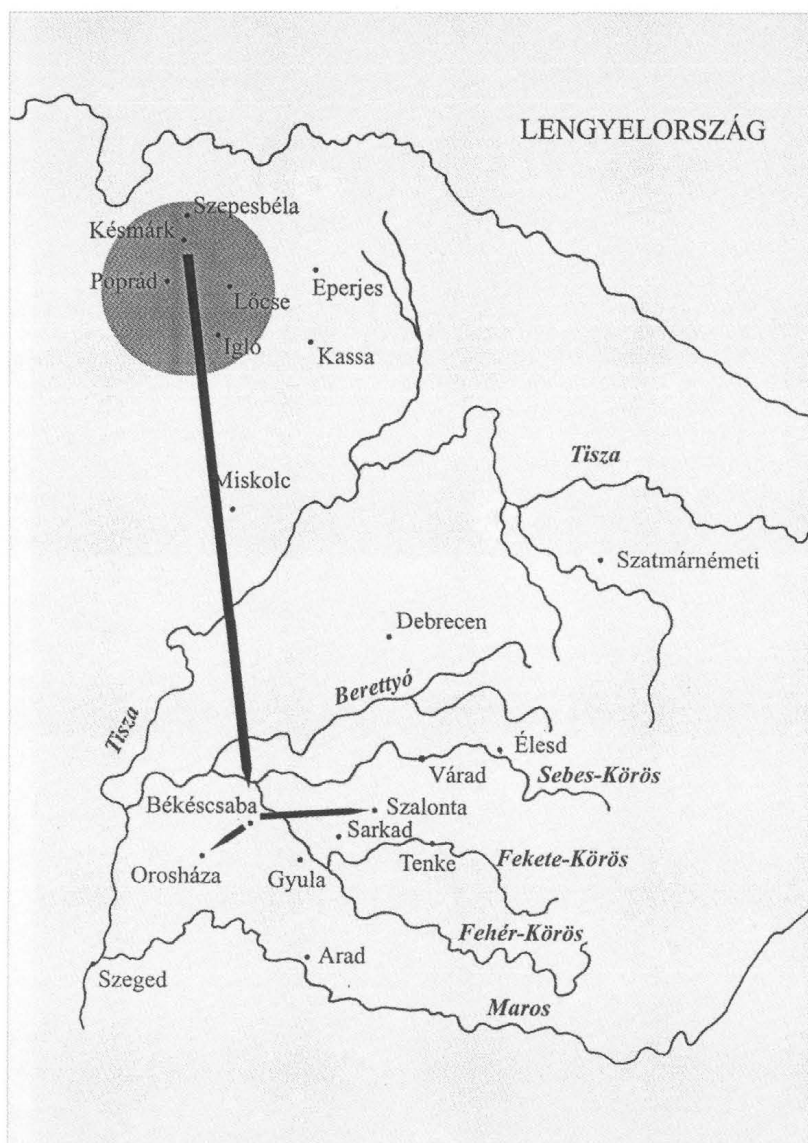 LENGYELORSZÁG
Szepesbéla
Késmárk
Poprád
Lőcse
Eperjes
Igló
Kassa
Miskolc
Tisza
Szatmárnémeti
Debrecen
Berettyó
Tisza
Élesd
Várad
Sebes-Körös
Békéscsaba
Szalonta
Sarkad
Orosháza
Gyula
Tenke
Fekete-Körös
Fehér-Körös
Szeged
Arad
Maros